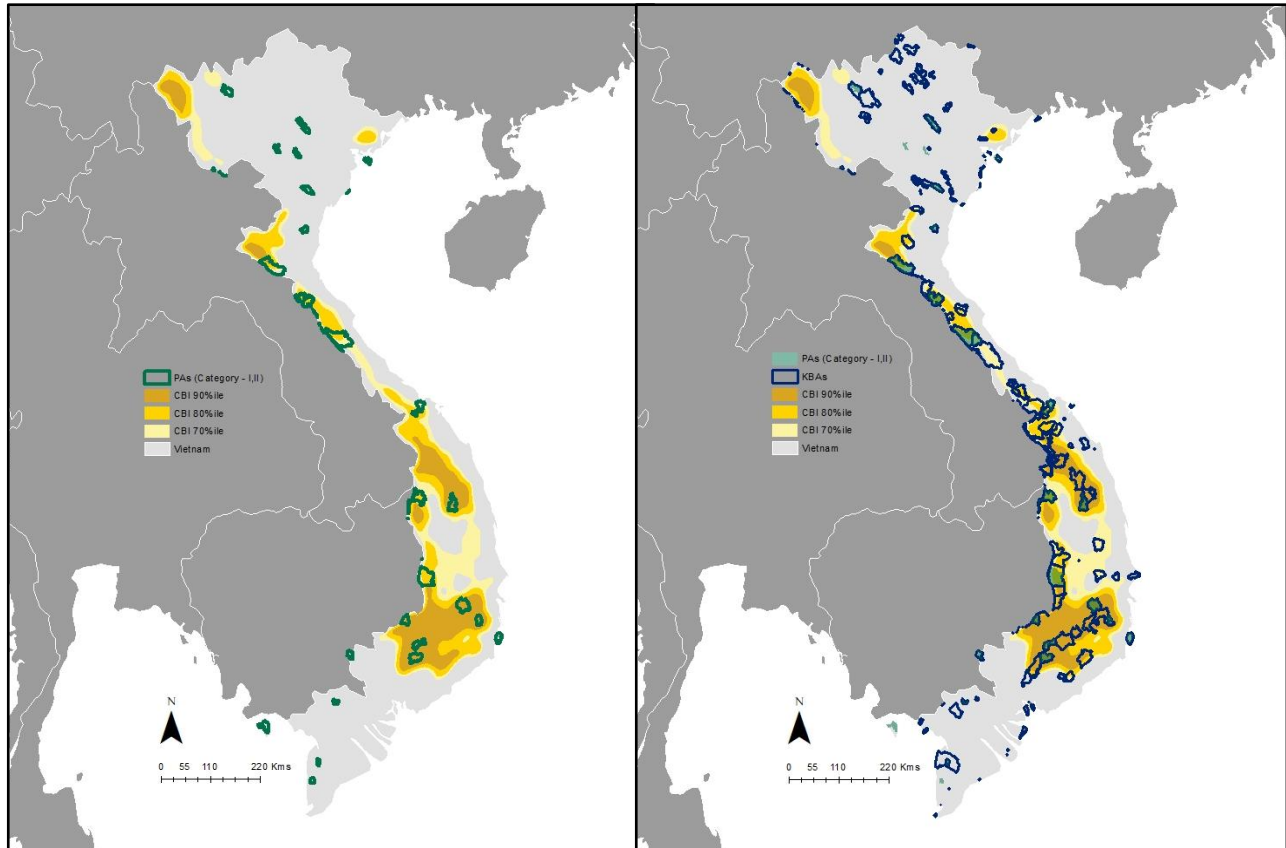 PAs (Category - I,II)
CBI 90%ile
CBI 80%ile
CBI 70%ile
Vietnam
N
0 55 110 220 Kms
PAs (Category - I,II)
KBAs
CBI 90%ile
CBI 80%ile
CBI 70%ile
Vietnam
N
0 55 110 220 Kms